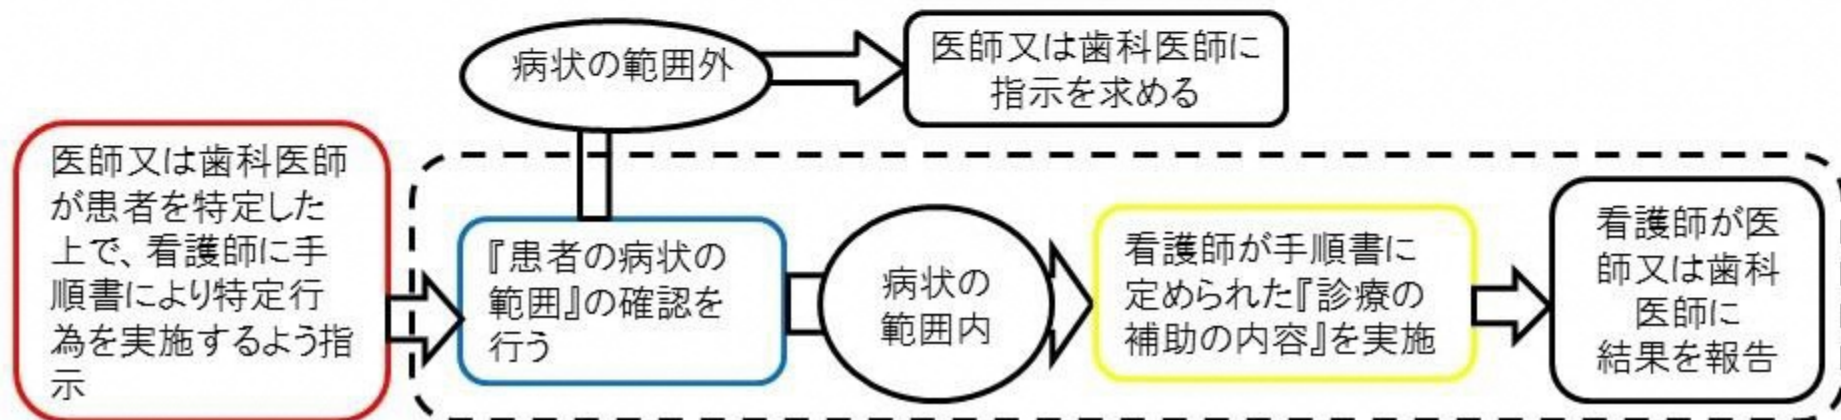 病状の範囲外
医師又は歯科医師に
指示を求める
医師又は歯科医師
が患者を特定した
上で、看護師に手
順書により特定行
為を実施するよう指
示
『患者の病状の
範囲』の確認を
行う
病状の
範囲内
看護師が手順書に
定められた『診療の
補助の内容』を実施
看護師が医
師又は歯科
医師に
結果を報告